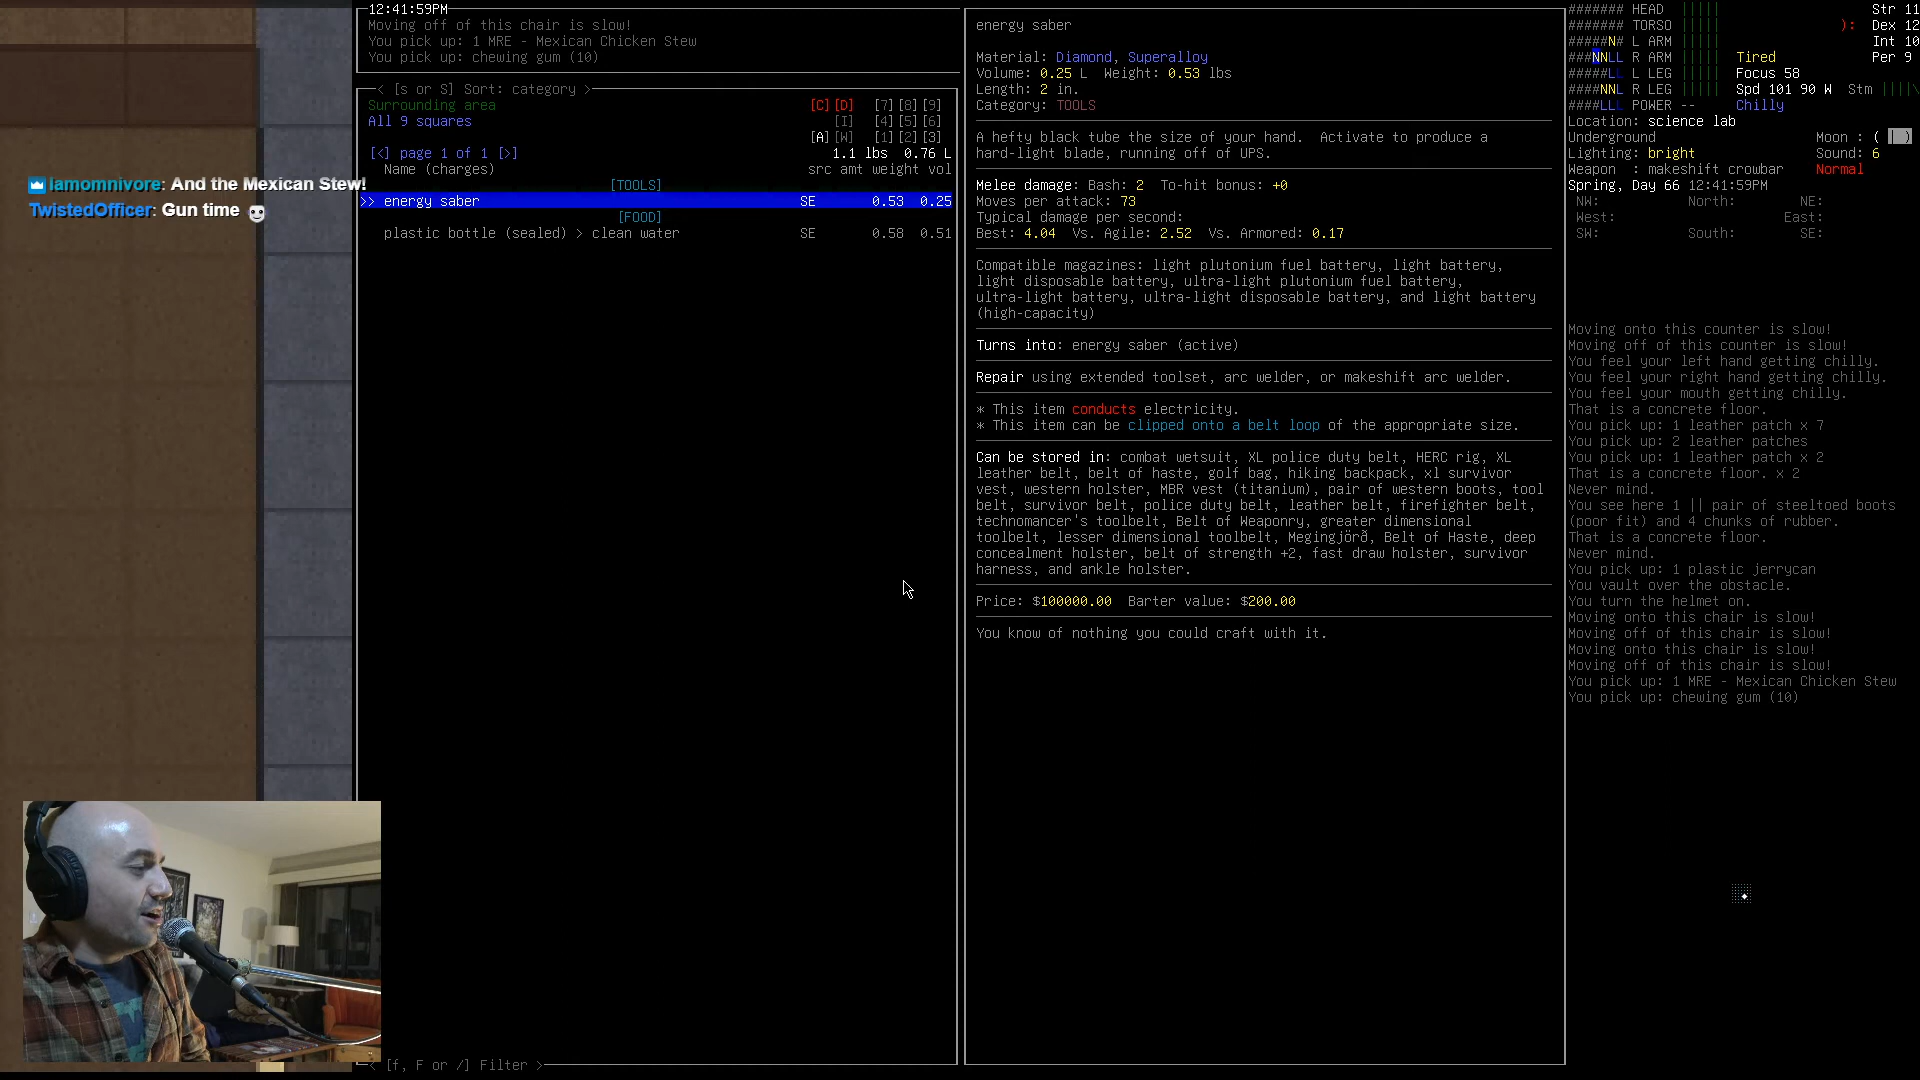 12:41:59PM
Moving off of this chair is slow!
You pick up: 1 MRE - Mexican Chicken Stew
You pick up: chewing gum (10)
< [s or S] Sort: category >
Surrounding area [C] [D] [7] [8] [9]
All 9 squares [I] [4] [5] [6]
[A] [W] [1] [2] [3]
[<] page 1 of 1 [>] 1.1 lbs 0.76 L
Name (charges) src amt weight vol
[TOOLS]
>> energy saber SE 0.53 0.25
[FOOD]
plastic bottle (sealed) > clean water SE 0.58 0.51
< [f, F or /] Filter >
Iamomnivore: And the Mexican Stew!
TwistedOfficer: Gun time
energy saber
Material: Diamond, Superalloy
Volume: 0.25 L Weight: 0.53 lbs
Length: 2 in.
Category: TOOLS
A hefty black tube the size of your hand. Activate to produce a
hard-light blade, running off of UPS.
Melee damage: Bash: 2 To-hit bonus: +0
Moves per attack: 73
Typical damage per second:
Best: 4.04 Vs. Agile: 2.52 Vs. Armored: 0.17
Compatible magazines: light plutonium fuel battery, light battery,
light disposable battery, ultra-light plutonium fuel battery,
ultra-light battery, ultra-light disposable battery, and light battery
(high-capacity)
Turns into: energy saber (active)
Repair using extended toolset, arc welder, or makeshift arc welder.
* This item conducts electricity.
* This item can be clipped onto a belt loop of the appropriate size.
Can be stored in: combat wetsuit, XL police duty belt, HERC rig, XL
leather belt, belt of haste, golf bag, hiking backpack, xl survivor
vest, western holster, MBR vest (titanium), pair of western boots, tool
belt, survivor belt, police duty belt, leather belt, firefighter belt,
technomancer's toolbelt, Belt of Weaponry, greater dimensional
toolbelt, lesser dimensional toolbelt, Megingjörð, Belt of Haste, deep
concealment holster, belt of strength +2, fast draw holster, survivor
harness, and ankle holster.
Price: $100000.00 Barter value: $200.00
You know of nothing you could craft with it.
####### HEAD ||||| Str 11
####### TORSO ||||| ): Dex 12
#####N# L ARM ||||| Int 10
###NNLL R ARM ||||| Tired Per 9
#####LL L LEG ||||| Focus 58
####NNL R LEG ||||| Spd 101 90 W Stm ||||\
####LLL POWER -- Chilly
Location: science lab
Underground Moon : ( | )
Lighting: bright Sound: 6
Weapon : makeshift crowbar Normal
Spring, Day 66 12:41:59PM
NW: North: NE:
West: East:
SW: South: SE:
Moving onto this counter is slow!
Moving off of this counter is slow!
You feel your left hand getting chilly.
You feel your right hand getting chilly.
You feel your mouth getting chilly.
That is a concrete floor.
You pick up: 1 leather patch x 7
You pick up: 2 leather patches
You pick up: 1 leather patch x 2
That is a concrete floor. x 2
Never mind.
You see here 1 || pair of steeltoed boots
(poor fit) and 4 chunks of rubber.
That is a concrete floor.
Never mind.
You pick up: 1 plastic jerrycan
You vault over the obstacle.
You turn the helmet on.
Moving onto this chair is slow!
Moving off of this chair is slow!
Moving onto this chair is slow!
Moving off of this chair is slow!
You pick up: 1 MRE - Mexican Chicken Stew
You pick up: chewing gum (10)